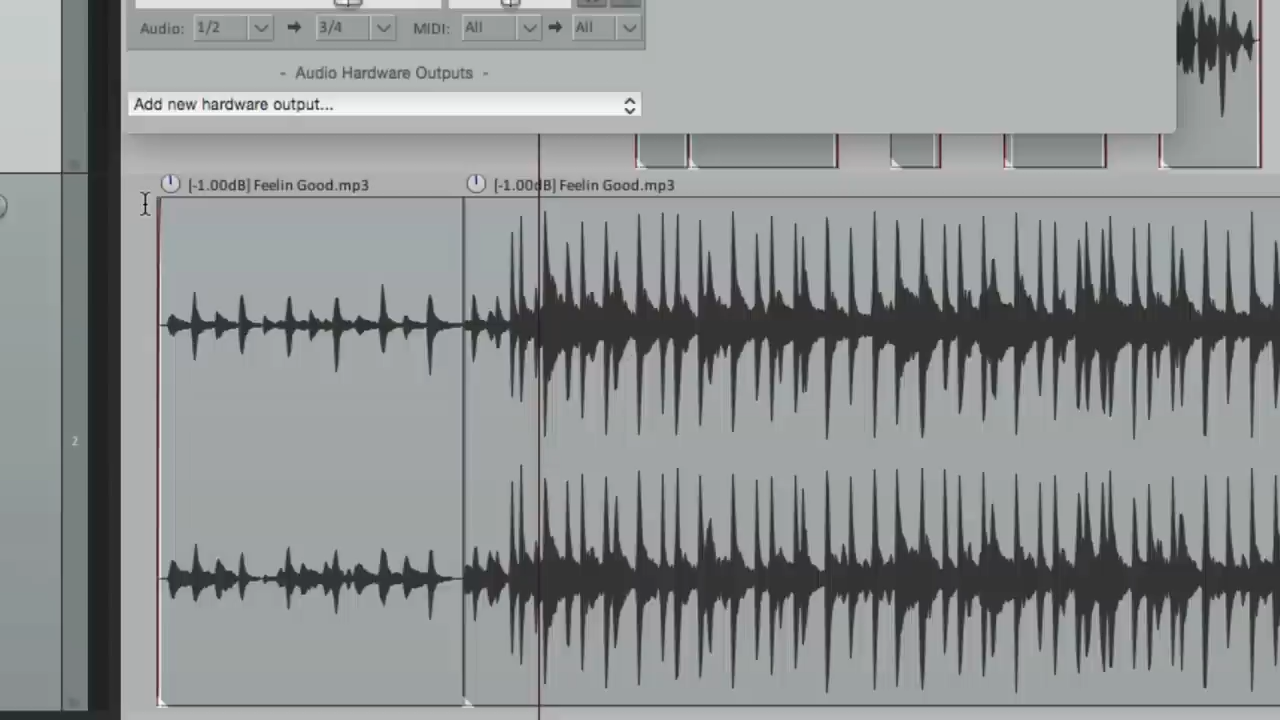 Audio: 1/2 3/4 MIDI: All All
- Audio Hardware Outputs -
Add new hardware output...
[-1.00dB] Feelin Good.mp3 [-1.00dB] Feelin Good.mp3
2